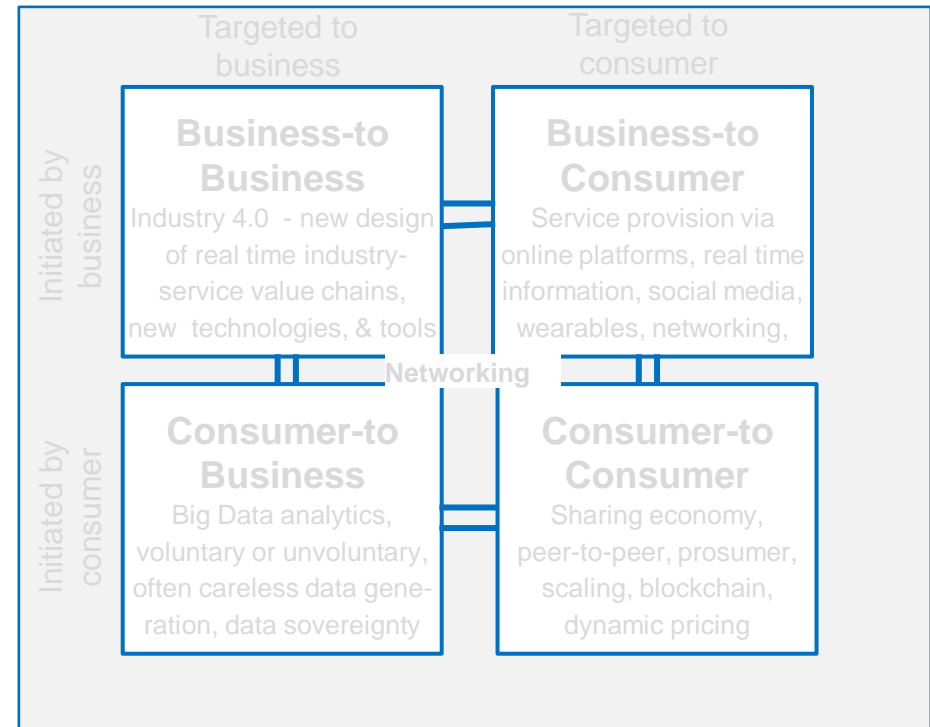 Targeted to
business
Targeted to
consumer
Initiated by
business
Business-to
Business
Industry 4.0 - new design
of real time industry-
service value chains,
new technologies, & tools
Business-to
Consumer
Service provision via
online platforms, real time
information, social media,
wearables, networking,
Networking
Initiated by
consumer
Consumer-to
Business
Big Data analytics,
voluntary or unvoluntary,
often careless data gene-
ration, data sovereignty
Consumer-to
Consumer
Sharing economy,
peer-to-peer, prosumer,
scaling, blockchain,
dynamic pricing